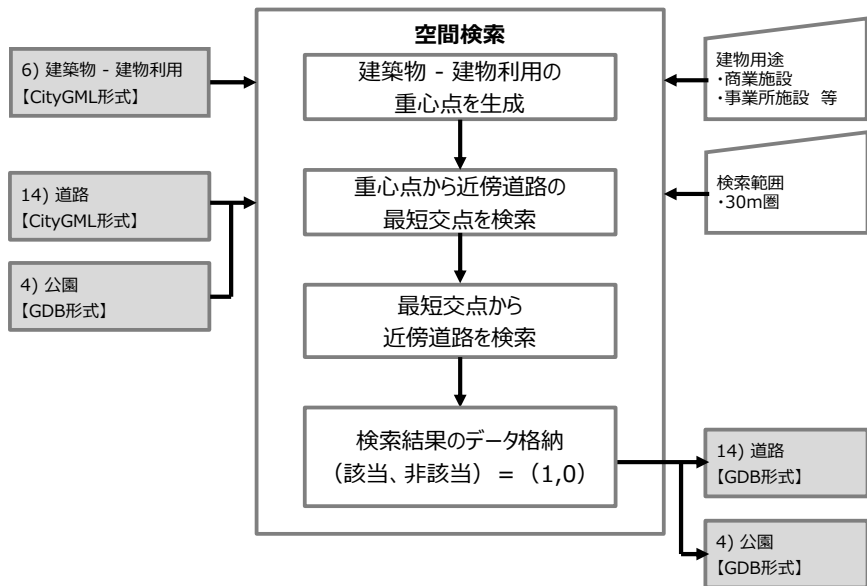 空間検索
6) 建築物 - 建物利用
【CityGML形式】
14) 道路
【CityGML形式】
4) 公園
【GDB形式】
建築物 - 建物利用の
重心点を生成
重心点から近傍道路の
最短交点を検索
最短交点から
近傍道路を検索
検索結果のデータ格納
(該当、非該当) = (1,0)
建物用途
・商業施設
・事業所施設 等
検索範囲
・30m圏
14) 道路
【GDB形式】
4) 公園
【GDB形式】